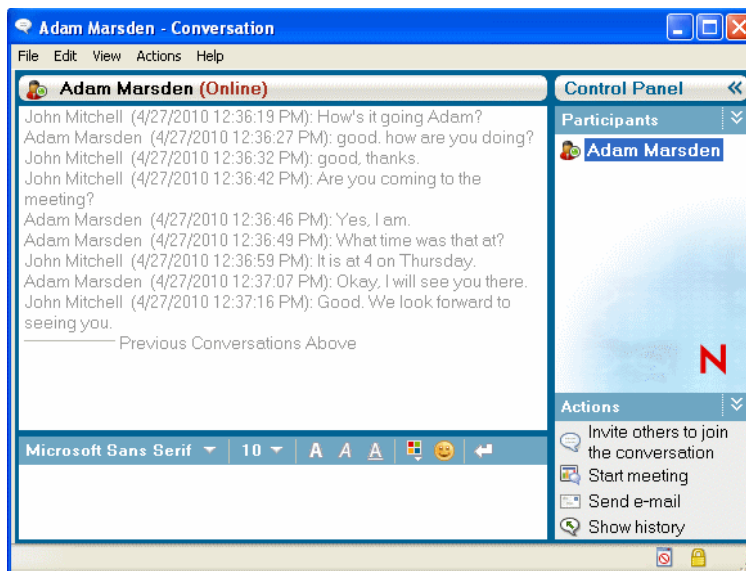 Adam Marsden - Conversation
File Edit View Actions Help
Adam Marsden (Online)
John Mitchell (4/27/2010 12:36:19 PM): How's it going Adam?
Adam Marsden (4/27/2010 12:36:27 PM): good. how are you doing?
John Mitchell (4/27/2010 12:36:32 PM): good, thanks.
John Mitchell (4/27/2010 12:36:42 PM): Are you coming to the
meeting?
Adam Marsden (4/27/2010 12:36:46 PM): Yes, I am.
Adam Marsden (4/27/2010 12:36:49 PM): What time was that at?
John Mitchell (4/27/2010 12:36:59 PM): It is at 4 on Thursday.
Adam Marsden (4/27/2010 12:37:07 PM): Okay, I will see you there.
John Mitchell (4/27/2010 12:37:16 PM): Good. We look forward to
seeing you.
Previous Conversations Above
Microsoft Sans Serif 10 A A A
Control Panel
Participants
Adam Marsden
N
Actions
Invite others to join
the conversation
Start meeting
Send e-mail
Show history